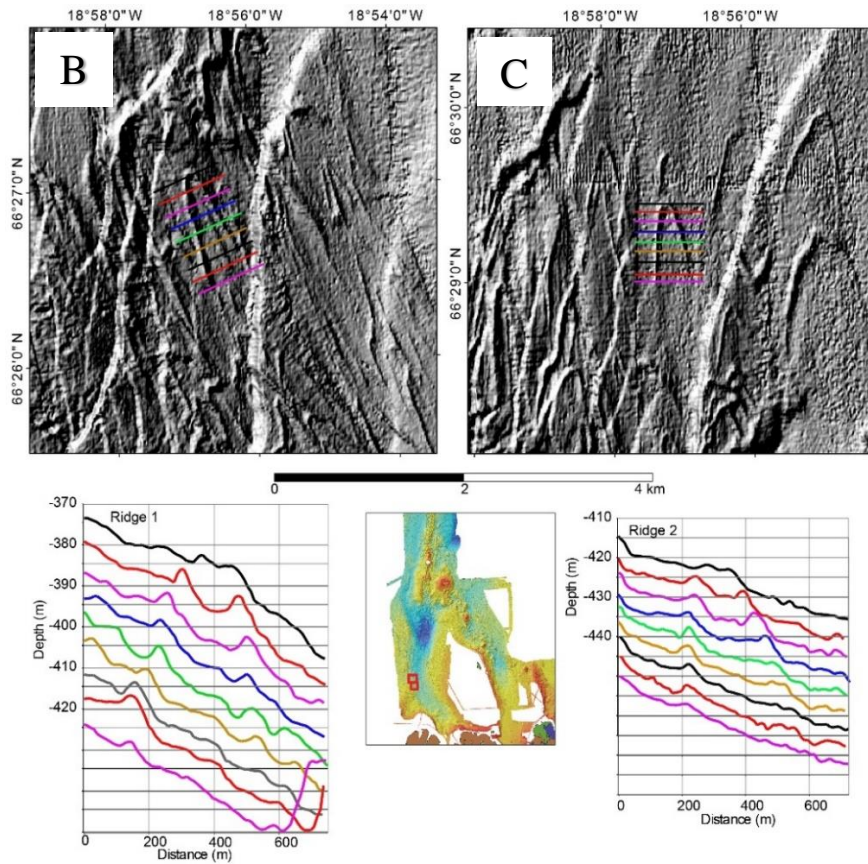 18°58'0"W 18°56'0"W 18°54'0"W
18°58'0"W 18°56'0"W
B
C
66°27'0"N
66°26'0"N
66°30'0"N
66°29'0"N
0 2 4 km
Ridge 1
-370
-380
-390
-400
-410
-420
Depth (m)
0 200 400 600
Distance (m)
Ridge 2
-410
-420
-430
-440
Depth (m)
0 200 400 600
Distance (m)